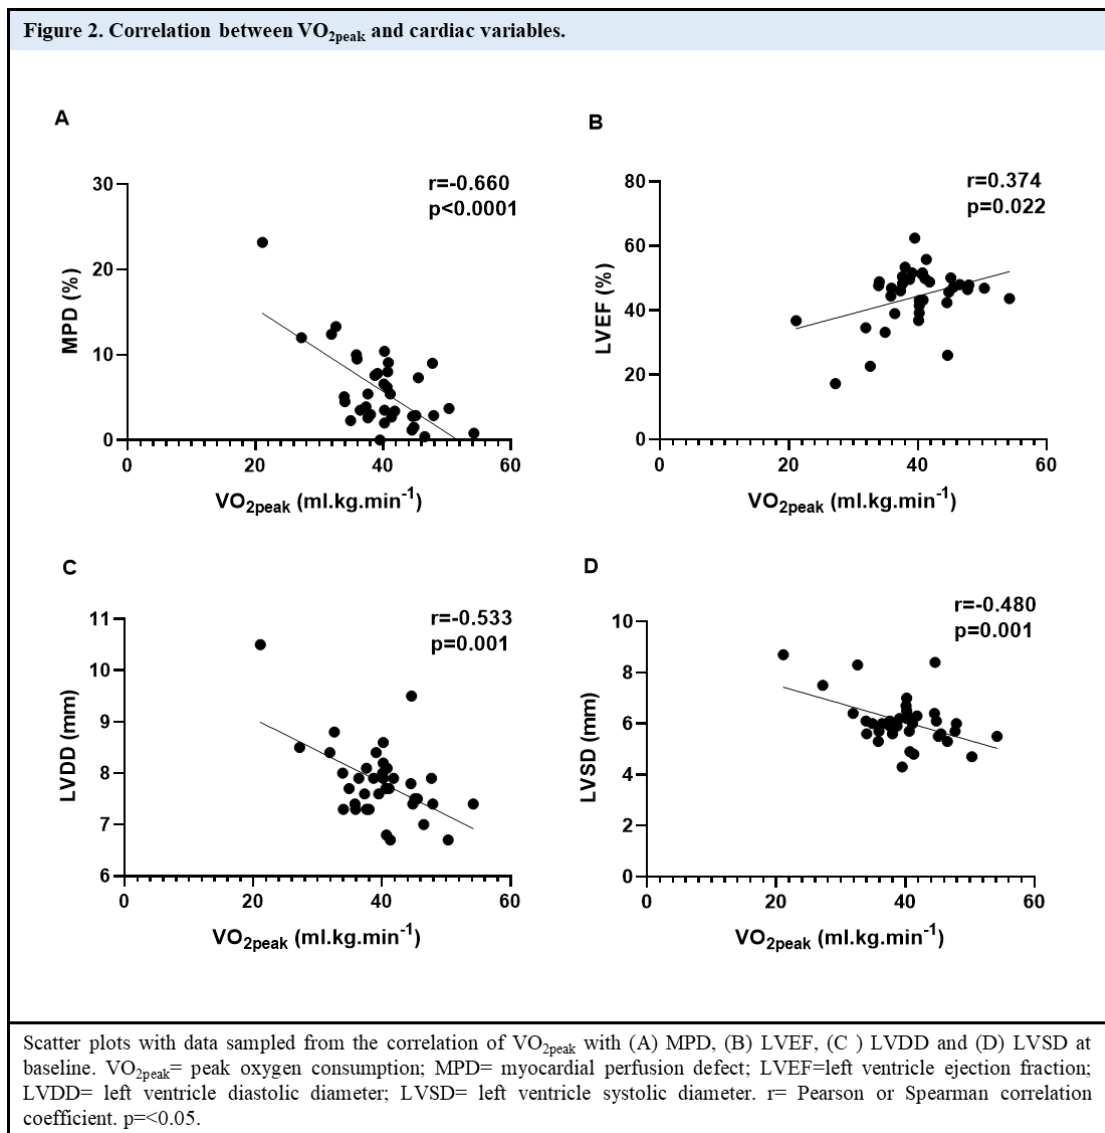 Figure 2. Correlation between VO2peak and cardiac variables.
A
r=-0.660
p<0.0001
30
20
10
0
MPD (%)
0 20 40 60
VO2peak (ml.kg.min-1)
B
r=0.374
p=0.022
80
60
40
20
0
LVEF (%)
0 20 40 60
VO2peak (ml.kg.min-1)
C
r=-0.533
p=0.001
11
10
9
8
7
6
LVDD (mm)
0 20 40 60
VO2peak (ml.kg.min-1)
D
r=-0.480
p=0.001
10
8
6
4
2
0
LVSD (mm)
0 20 40 60
VO2peak (ml.kg.min-1)
Scatter plots with data sampled from the correlation of VO2peak with (A) MPD, (B) LVEF, (C ) LVDD and (D) LVSD at
baseline. VO2peak= peak oxygen consumption; MPD= myocardial perfusion defect; LVEF=left ventricle ejection fraction;
LVDD= left ventricle diastolic diameter; LVSD= left ventricle systolic diameter. r= Pearson or Spearman correlation
coefficient. p=<0.05.